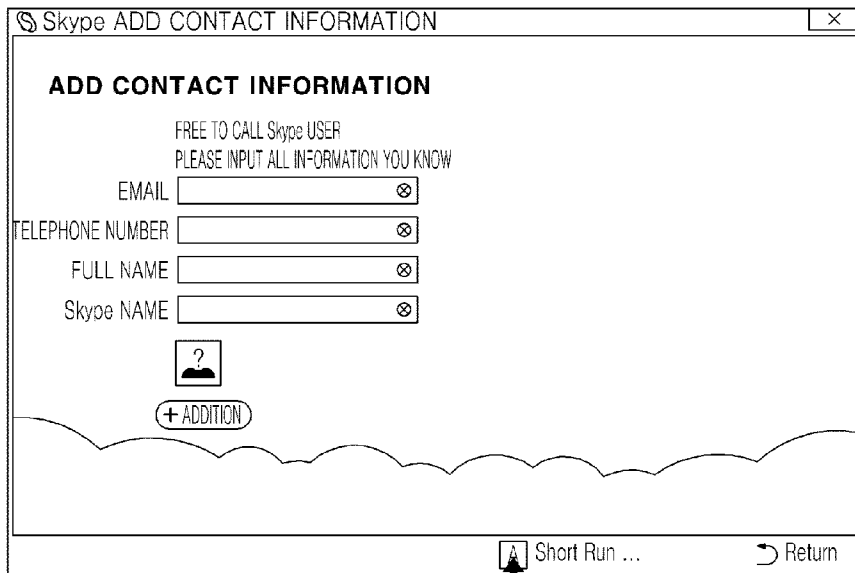 Skype ADD CONTACT INFORMATION
ADD CONTACT INFORMATION
FREE TO CALL Skype USER
PLEASE INPUT ALL INFORMATION YOU KNOW
EMAIL
TELEPHONE NUMBER
FULL NAME
Skype NAME
?
+ ADDITION
A Short Run ... Return